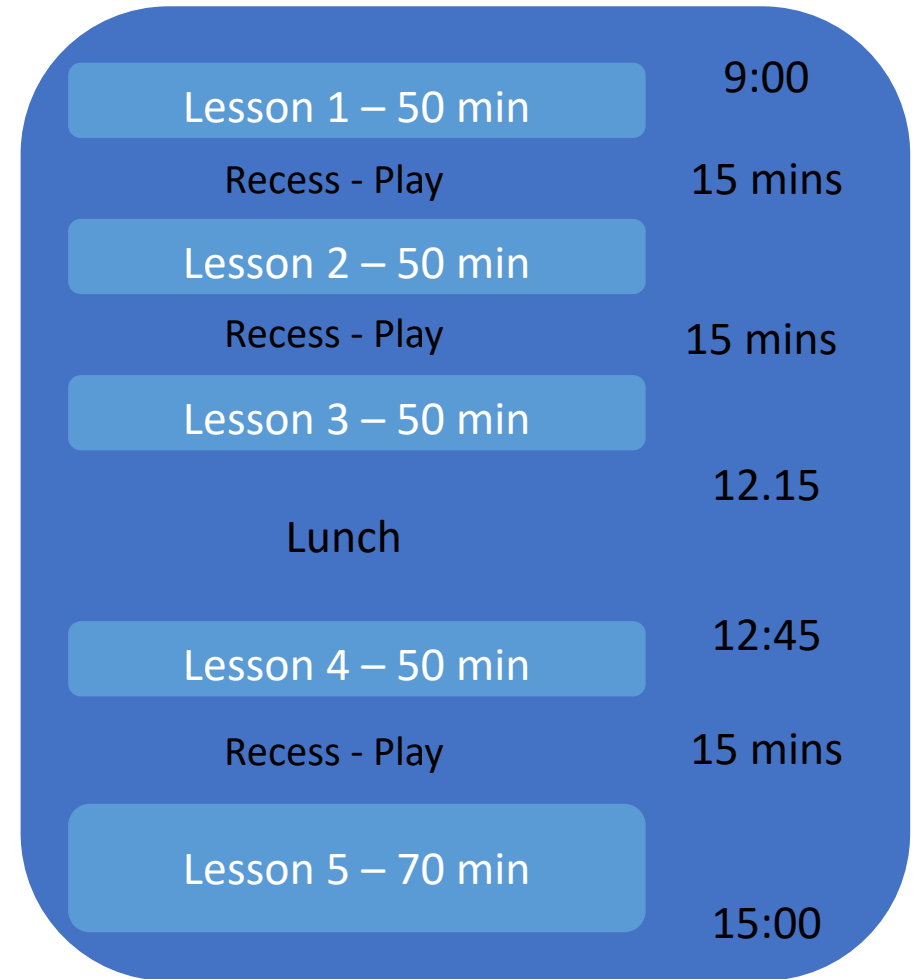 9:00
Lesson 1 – 50 min
Recess - Play
15 mins
Lesson 2 – 50 min
Recess - Play
15 mins
Lesson 3 – 50 min
12.15
Lunch
12:45
Lesson 4 – 50 min
Recess - Play
15 mins
Lesson 5 – 70 min
15:00